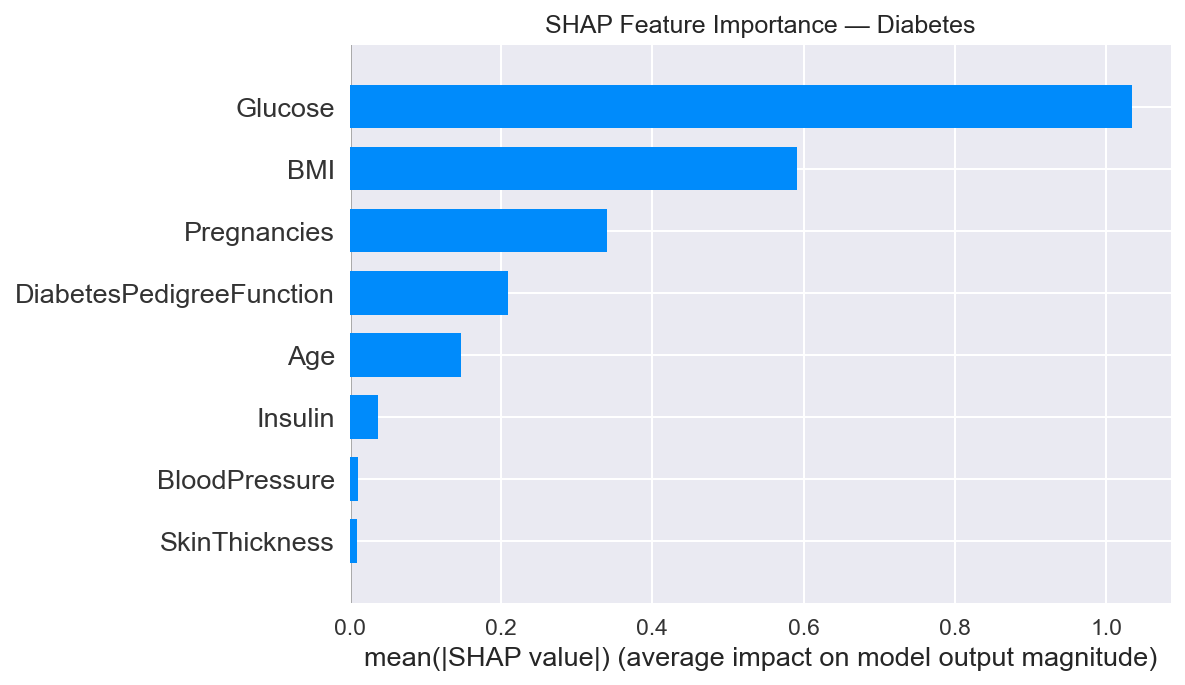 SHAP Feature Importance — Diabetes
Glucose
BMI
Pregnancies
DiabetesPedigreeFunction
Age
Insulin
BloodPressure
SkinThickness
0.0 0.2 0.4 0.6 0.8 1.0
mean(|SHAP value|) (average impact on model output magnitude)